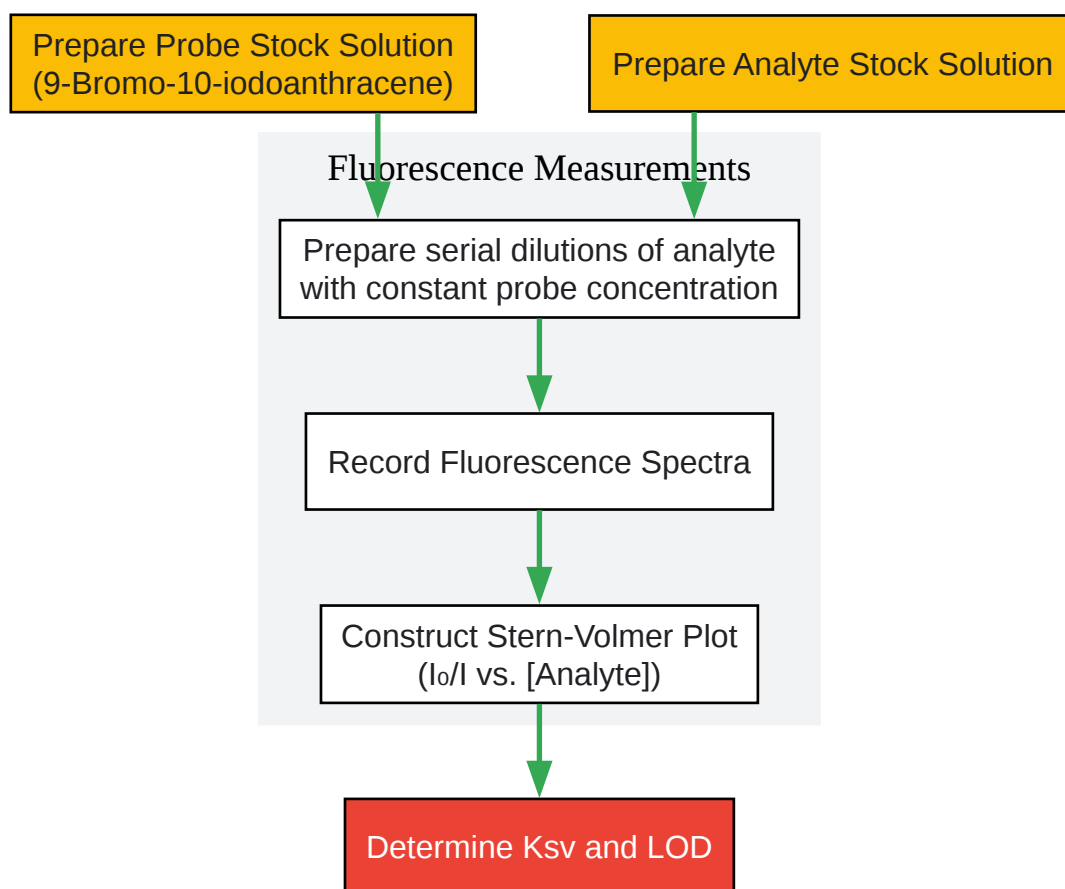 Prepare Probe Stock Solution
(9-Bromo-10-iodoanthracene)
Prepare Analyte Stock Solution
Fluorescence Measurements
Prepare serial dilutions of analyte
with constant probe concentration
Record Fluorescence Spectra
Construct Stern-Volmer Plot
(I₀/I vs. [Analyte])
Determine Ksv and LOD